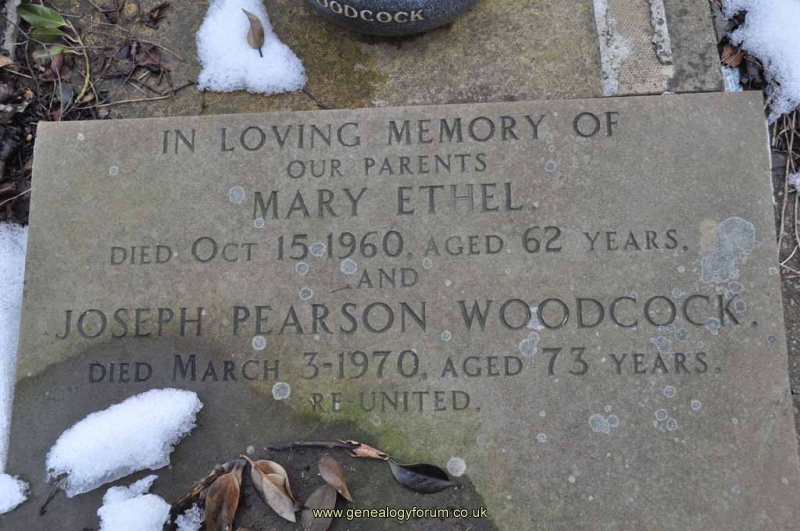 WOODCOCK
IN LOVING MEMORY OF
OUR PARENTS
MARY ETHEL.
DIED OCT 15-1960, AGED 62 YEARS.
AND
JOSEPH PEARSON WOODCOCK.
DIED MARCH 3-1970, AGED 73 YEARS.
RE-UNITED.
www.genealogyforum.co.uk